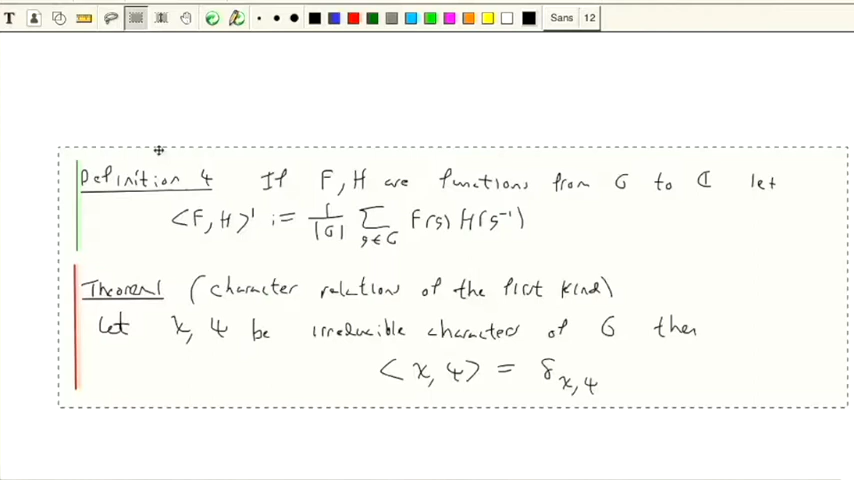 T Sans 12
Definition 4 If F, H are functions from G to ℂ let
<F, H>' := 1/|G| ∑_{g∈G} F(g) H(g⁻¹)
Theorem 1 (character relation of the first kind)
Let χ, ψ be irreducible characters of G then
<χ, ψ> = δ_{χ,ψ}